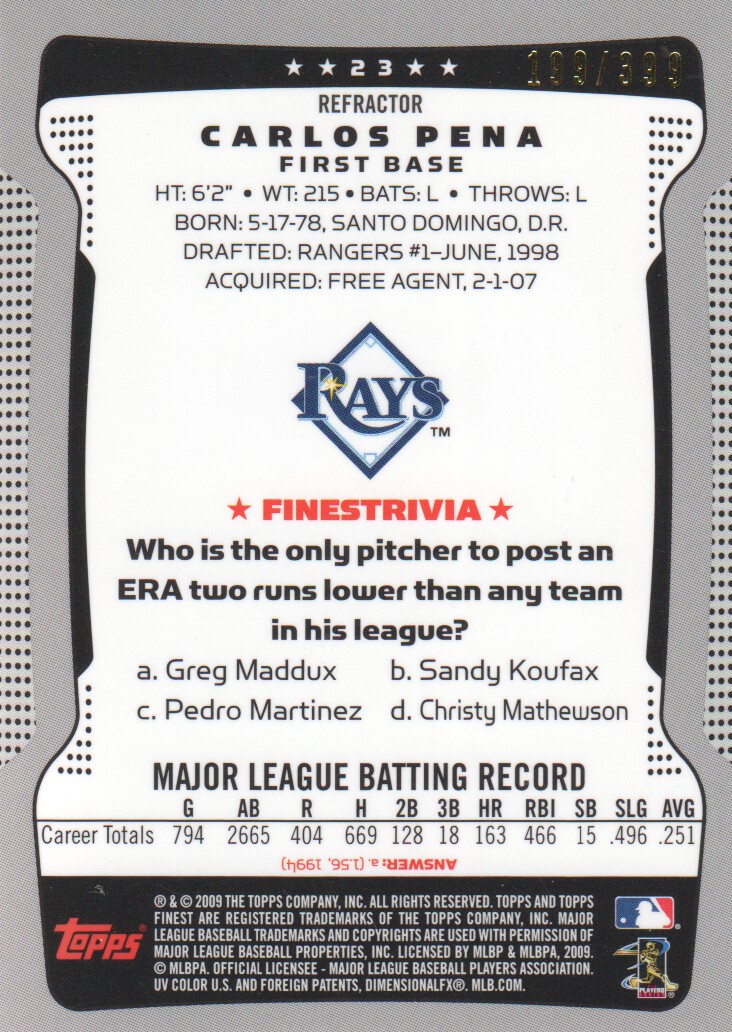 ★ ★ 23 ★ ★ 199/399
REFRACTOR
CARLOS PENA
FIRST BASE
HT: 6'2" • WT: 215 • BATS: L • THROWS: L
BORN: 5-17-78, SANTO DOMINGO, D.R.
DRAFTED: RANGERS #1–JUNE, 1998
ACQUIRED: FREE AGENT, 2-1-07
RAYS TM
★ FINESTRIVIA ★
Who is the only pitcher to post an
ERA two runs lower than any team
in his league?
a. Greg Maddux b. Sandy Koufax
c. Pedro Martinez d. Christy Mathewson
MAJOR LEAGUE BATTING RECORD
G AB R H 2B 3B HR RBI SB SLG AVG
Career Totals 794 2665 404 669 128 18 163 466 15 .496 .251
ANSWER: a (1.56, 1994)
® & © 2009 THE TOPPS COMPANY, INC. ALL RIGHTS RESERVED. TOPPS AND TOPPS
FINEST ARE REGISTERED TRADEMARKS OF THE TOPPS COMPANY, INC. MAJOR
LEAGUE BASEBALL TRADEMARKS AND COPYRIGHTS ARE USED WITH PERMISSION OF
MAJOR LEAGUE BASEBALL PROPERTIES, INC. LICENSED BY MLBP & MLBPA, 2009.
© MLBPA. OFFICIAL LICENSEE - MAJOR LEAGUE BASEBALL PLAYERS ASSOCIATION.
UV COLOR U.S. AND FOREIGN PATENTS, DIMENSIONALFX®. MLB.COM.
Topps®
PLAYERS CHOICE